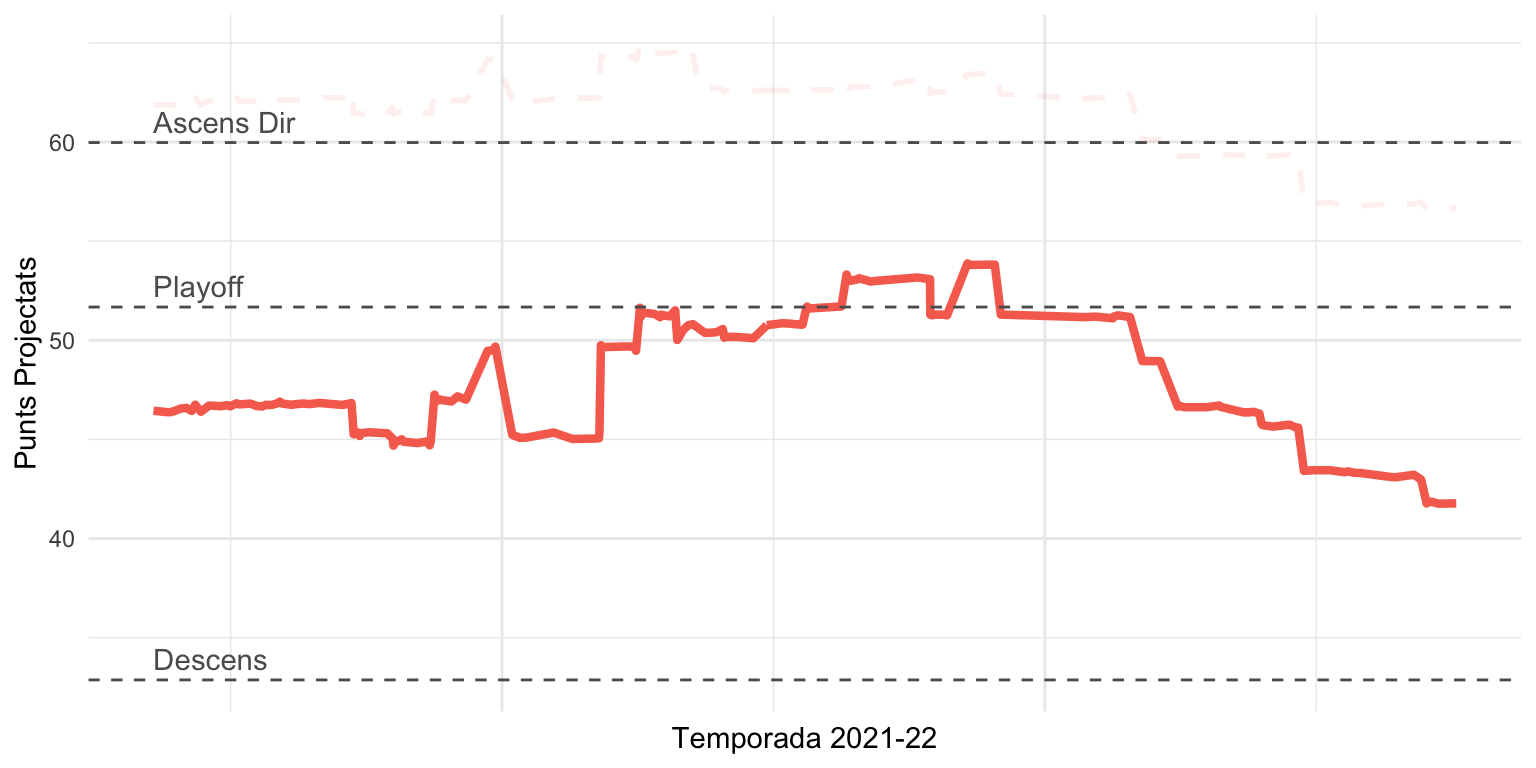 Ascens Dir
60
Playoff
50
40
Descens
Punts Projectats
Temporada 2021-22